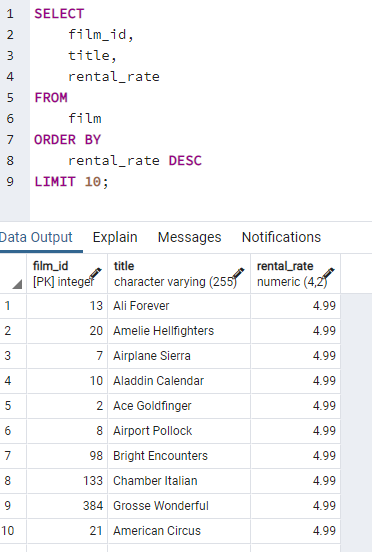 1 SELECT
2 film_id,
3 title,
4 rental_rate
5 FROM
6 film
7 ORDER BY
8 rental_rate DESC
9 LIMIT 10;
Data Output Explain Messages Notifications
film_id title rental_rate
[PK] integer character varying (255) numeric (4,2)
1 13 Ali Forever 4.99
2 20 Amelie Hellfighters 4.99
3 7 Airplane Sierra 4.99
4 10 Aladdin Calendar 4.99
5 2 Ace Goldfinger 4.99
6 8 Airport Pollock 4.99
7 98 Bright Encounters 4.99
8 133 Chamber Italian 4.99
9 384 Grosse Wonderful 4.99
10 21 American Circus 4.99